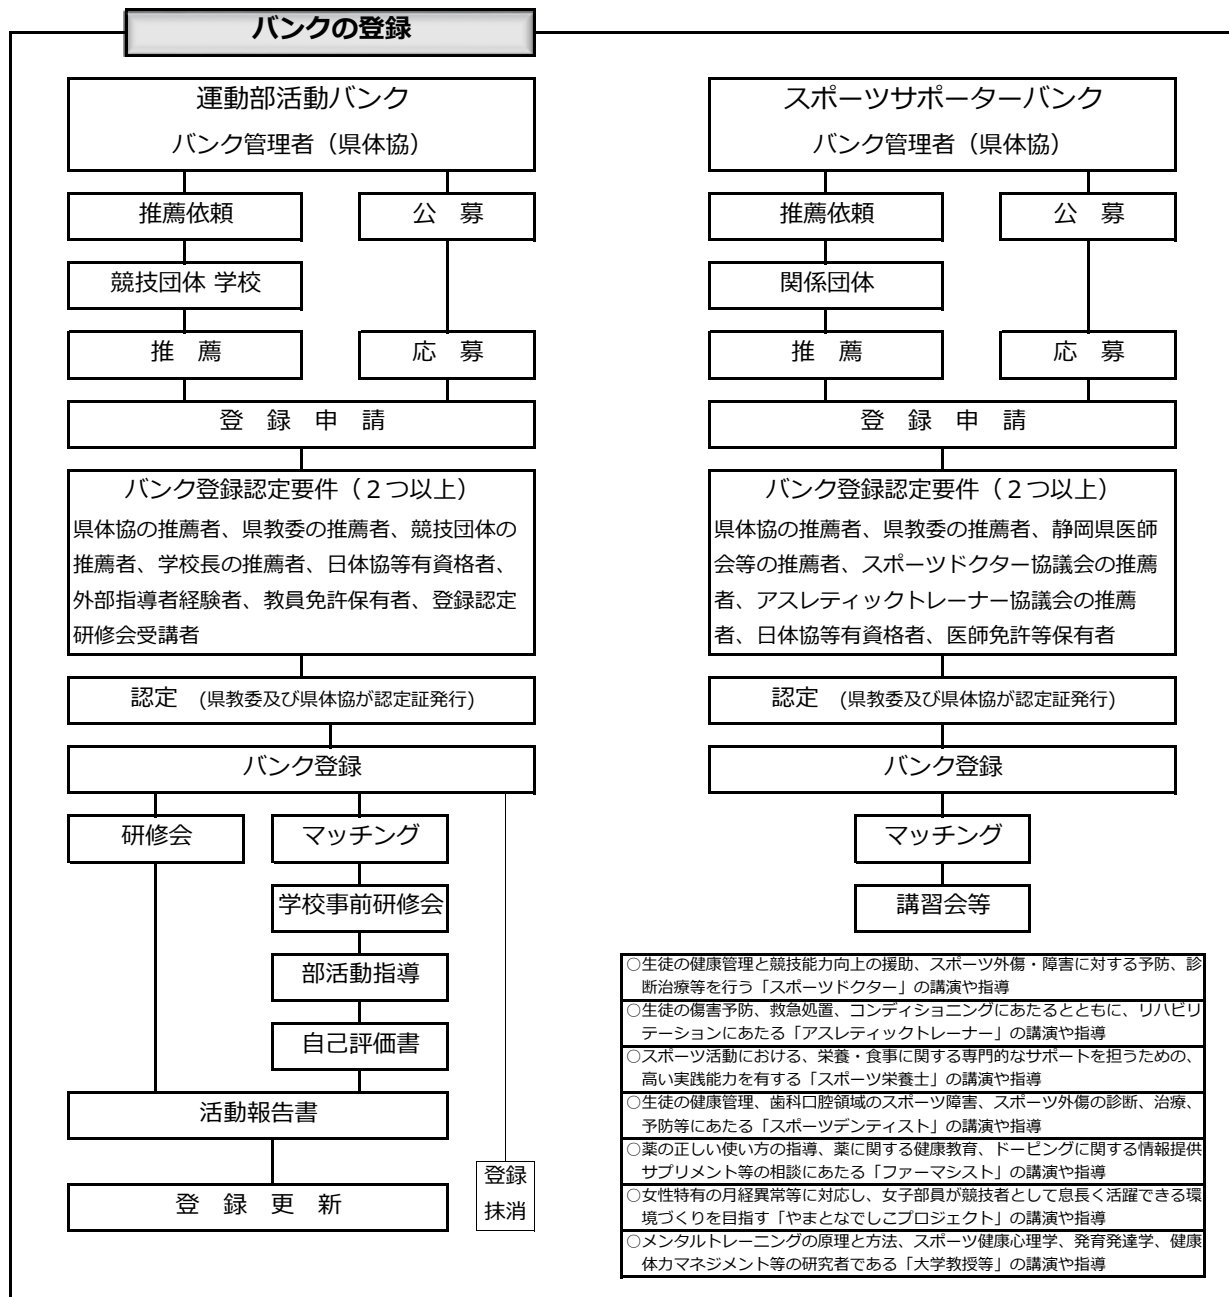 バンクの登録
運動部活動バンク
バンク管理者（県体協）
推薦依頼
公　募
競技団体 学校
推　薦
応　募
登　録　申　請
バンク登録認定要件（２つ以上）
県体協の推薦者、県教委の推薦者、競技団体の
推薦者、学校長の推薦者、日体協等有資格者、
外部指導者経験者、教員免許保有者、登録認定
研修会受講者
認定　(県教委及び県体協が認定証発行)
バンク登録
研修会
マッチング
学校事前研修会
部活動指導
自己評価書
活動報告書
登　録　更　新
登録
抹消
スポーツサポーターバンク
バンク管理者（県体協）
推薦依頼
公　募
関係団体
推　薦
応　募
登　録　申　請
バンク登録認定要件（２つ以上）
県体協の推薦者、県教委の推薦者、静岡県医師
会等の推薦者、スポーツドクター協議会の推薦
者、アスレティックトレーナー協議会の推薦
者、日体協等有資格者、医師免許等保有者
認定　(県教委及び県体協が認定証発行)
バンク登録
マッチング
講習会等
○生徒の健康管理と競技能力向上の援助、スポーツ外傷・障害に対する予防、診
断治療等を行う「スポーツドクター」の講演や指導
○生徒の傷害予防、救急処置、コンディショニングにあたるとともに、リハビリ
テーションにあたる「アスレティックトレーナー」の講演や指導
○スポーツ活動における、栄養・食事に関する専門的なサポートを担うための、
高い実践能力を有する「スポーツ栄養士」の講演や指導
○生徒の健康管理、歯科口腔領域のスポーツ障害、スポーツ外傷の診断、治療、
予防等にあたる「スポーツデンティスト」の講演や指導
○薬の正しい使い方の指導、薬に関する健康教育、ドーピングに関する情報提供
サプリメント等の相談にあたる「ファーマシスト」の講演や指導
○女性特有の月経異常等に対応し、女子部員が競技者として息長く活躍できる環
境づくりを目指す「やまとなでしこプロジェクト」の講演や指導
○メンタルトレーニングの原理と方法、スポーツ健康心理学、発育発達学、健康
体力マネジメント等の研究者である「大学教授等」の講演や指導